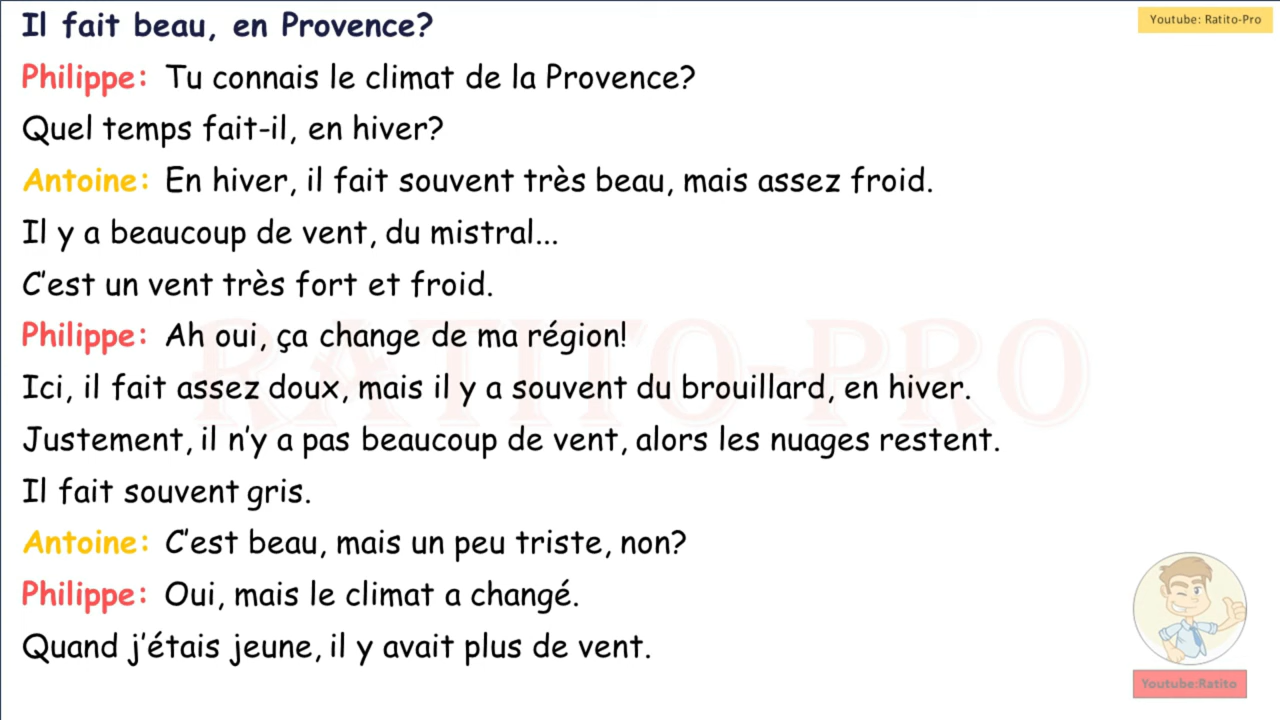 Il fait beau, en Provence?
Youtube: Ratito-Pro
Philippe: Tu connais le climat de la Provence?
Quel temps fait-il, en hiver?
Antoine: En hiver, il fait souvent très beau, mais assez froid.
Il y a beaucoup de vent, du mistral...
C'est un vent très fort et froid.
Philippe: Ah oui, ça change de ma région!
RATITO-PRO
Ici, il fait assez doux, mais il y a souvent du brouillard, en hiver.
Justement, il n'y a pas beaucoup de vent, alors les nuages restent.
Il fait souvent gris.
Antoine: C'est beau, mais un peu triste, non?
Philippe: Oui, mais le climat a changé.
Quand j'étais jeune, il y avait plus de vent.
Youtube:Ratito